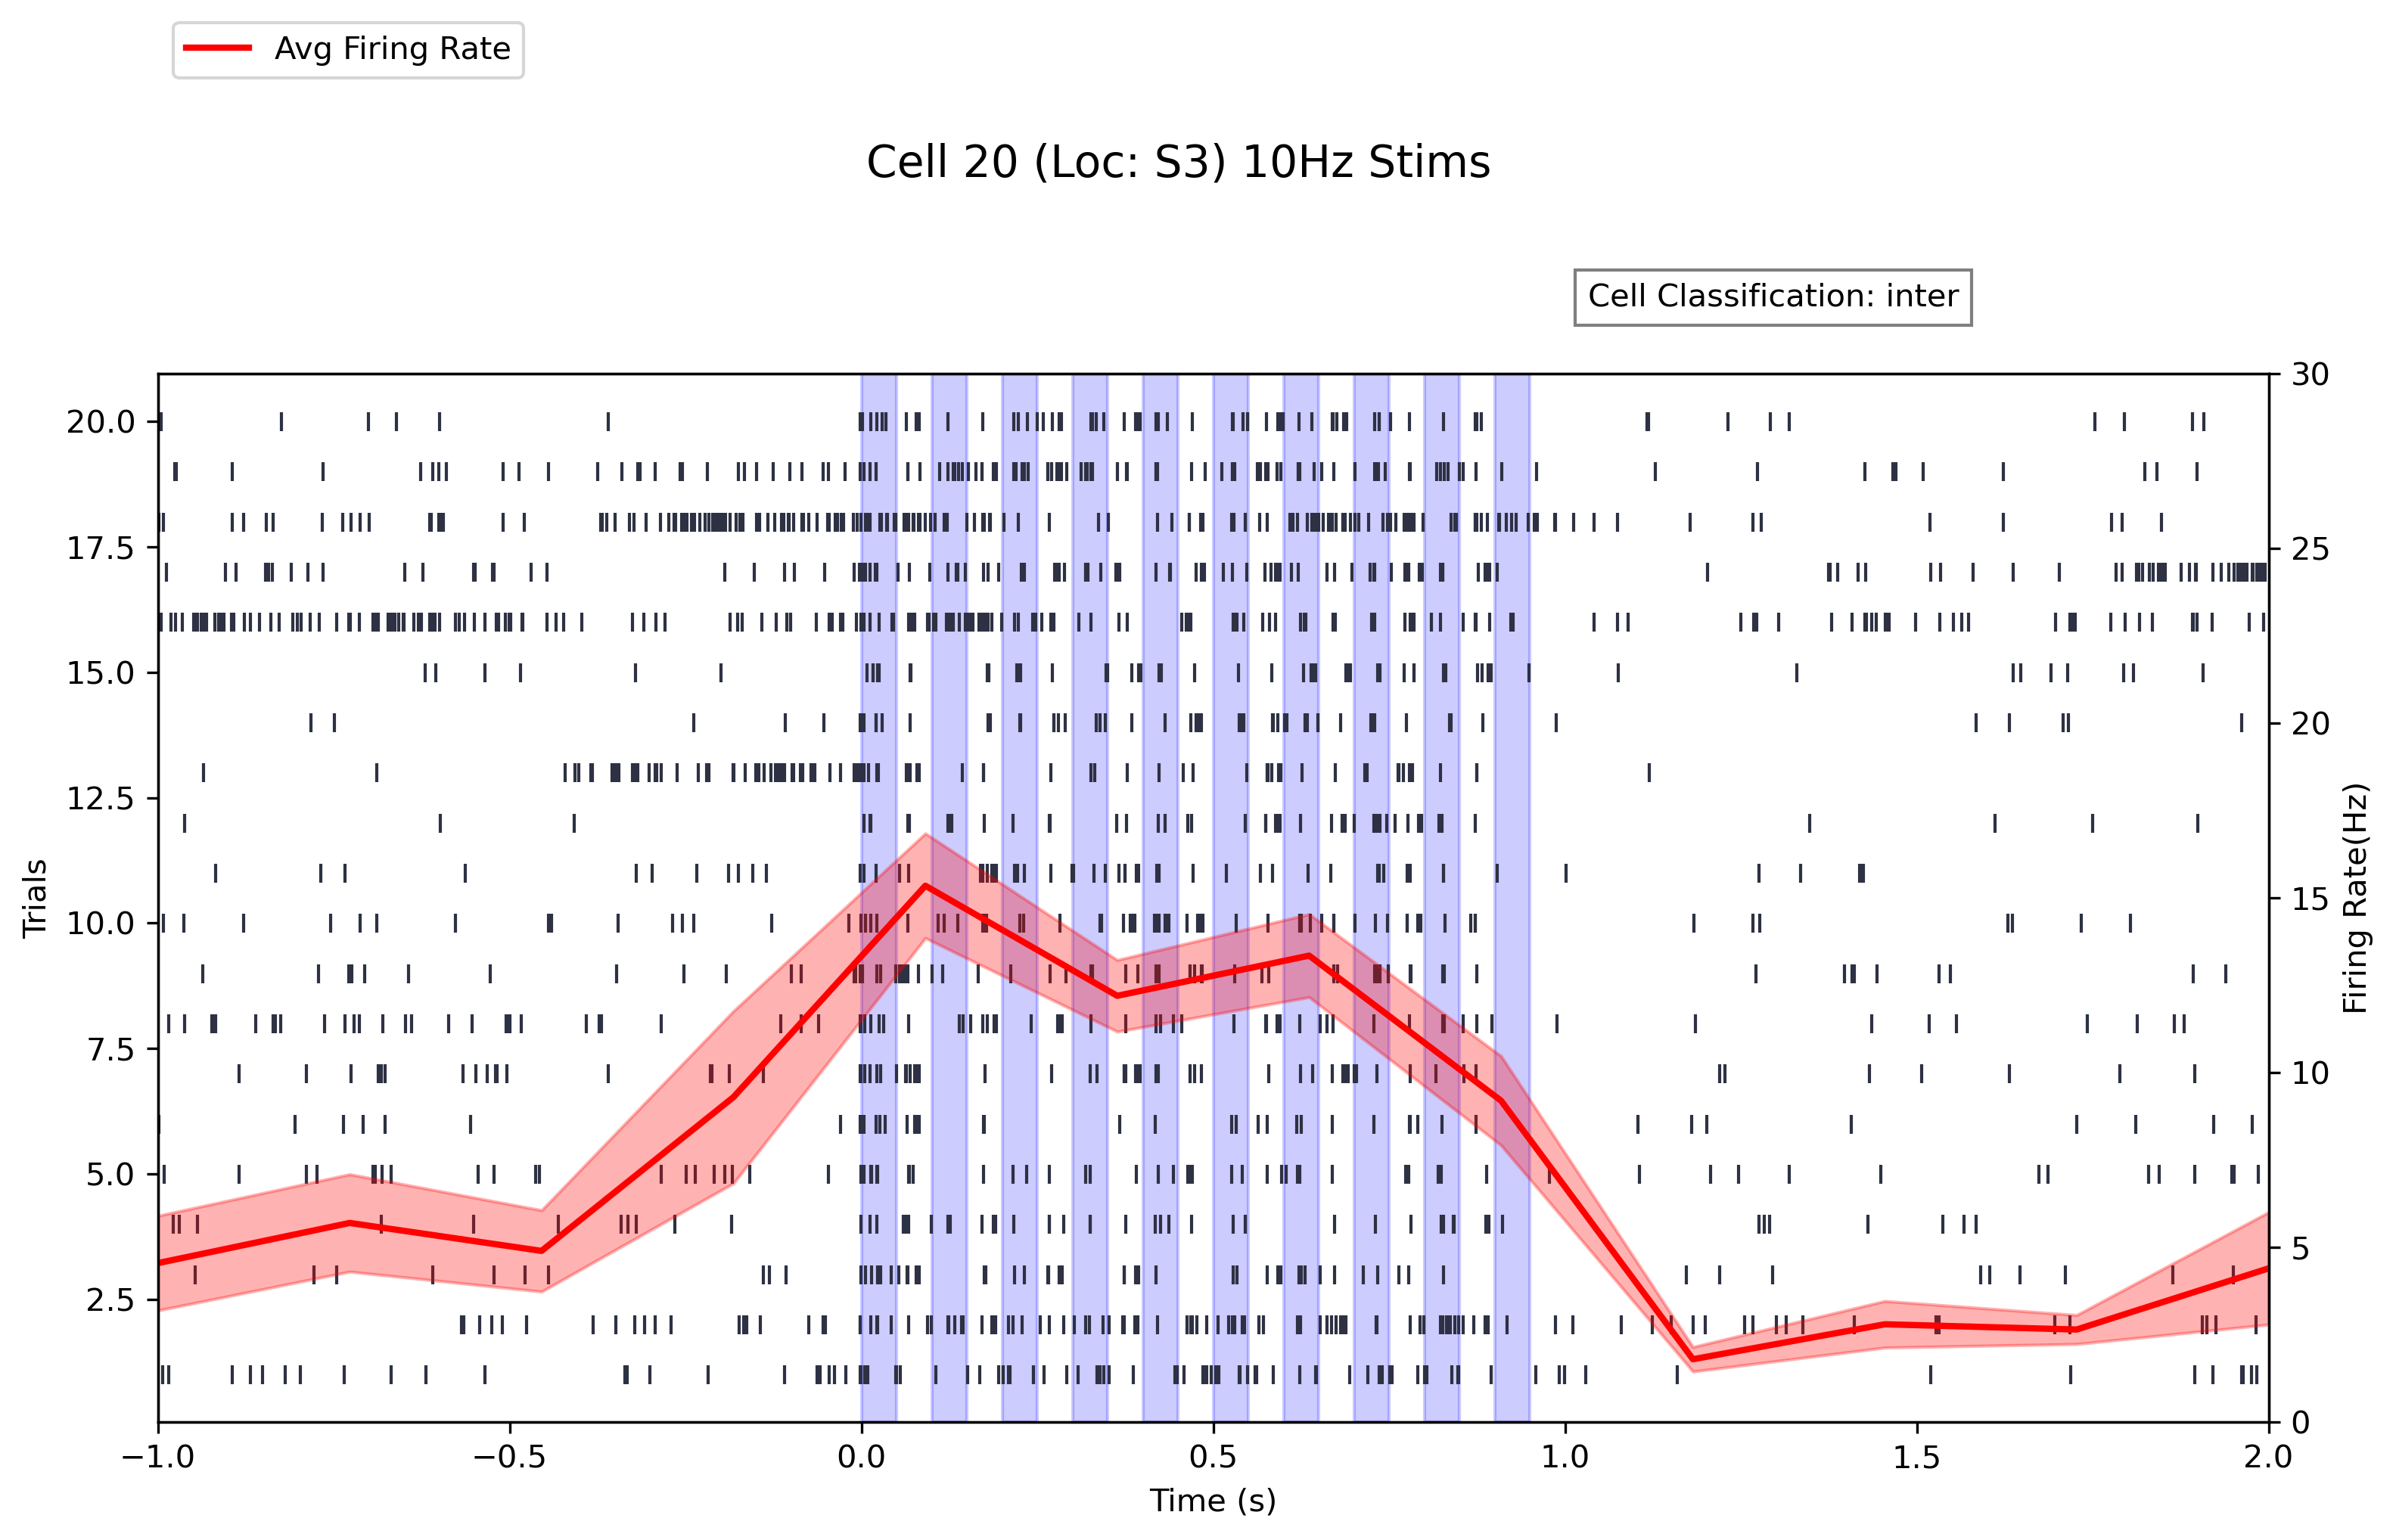 Avg Firing Rate
Cell 20 (Loc: S3) 10Hz Stims
Cell Classification: inter
20.0
17.5
15.0
12.5
10.0
7.5
5.0
2.5
Trials
30
25
20
15
10
5
0
Firing Rate(Hz)
−1.0 −0.5 0.0 0.5 1.0 1.5 2.0
Time (s)